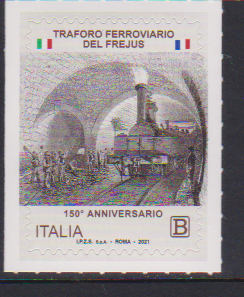 TRAFORO FERROVIARIO
DEL FREJUS
150° ANNIVERSARIO
ITALIA B
I.P.Z.S. S.p.A. - ROMA - 2021